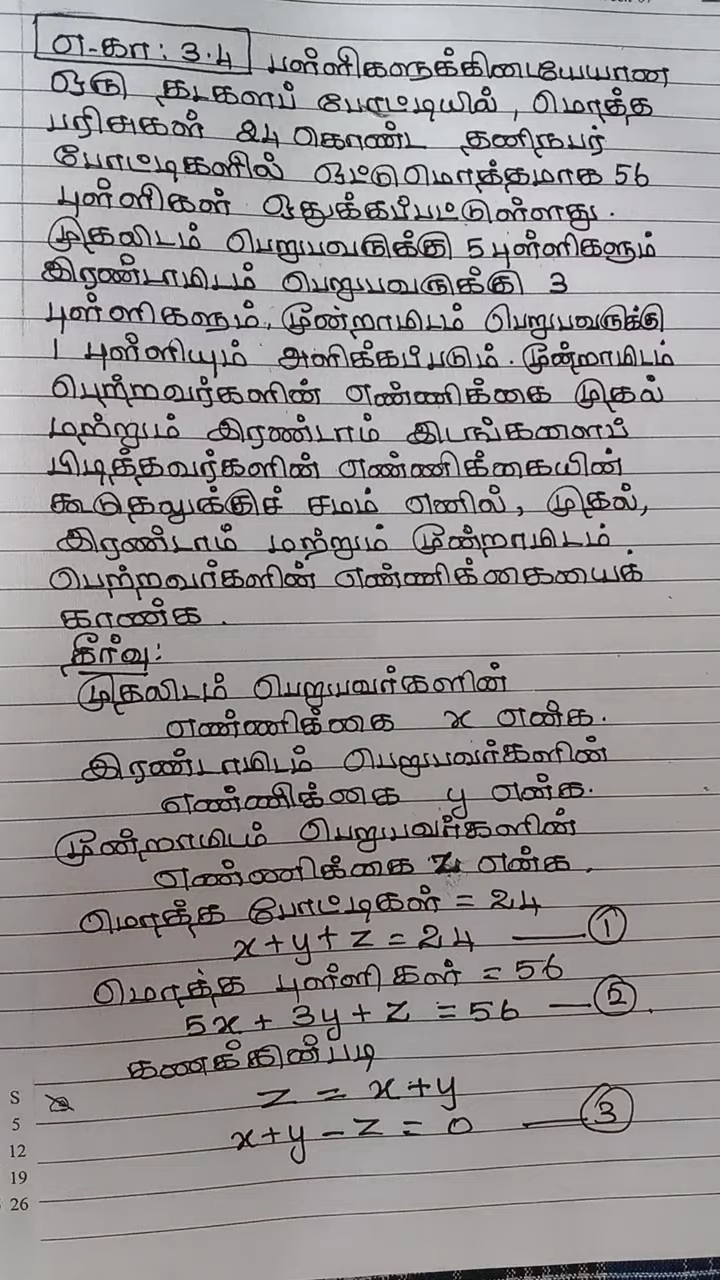 எ-கா : 3.4 புள்ளிகளுக்கிடையேயான
ஒரு தடகளப் போட்டியில், மொத்த
பரிசுகள் 24 கொண்ட தனிநபர்
போட்டிகளில் ஒட்டுமொத்தமாக 56
புள்ளிகள் ஒதுக்கப்பட்டுள்ளது.
முதலிடம் பெறுபவருக்கு 5 புள்ளிகளும்
இரண்டாமிடம் பெறுபவருக்கு 3
புள்ளிகளும், மூன்றாமிடம் பெறுபவருக்கு
1 புள்ளியும் அளிக்கப்படும். மூன்றாமிடம்
பெற்றவர்களின் எண்ணிக்கை முதல்
மற்றும் இரண்டாம் இடங்களைப்
பிடித்தவர்களின் எண்ணிக்கையின்
கூடுதலுக்குச் சமம் எனில், முதல்,
இரண்டாம் மற்றும் மூன்றாமிடம்
பெற்றவர்களின் எண்ணிக்கையைக்
காண்க.
தீர்வு:
முதலிடம் பெறுபவர்களின்
எண்ணிக்கை x என்க.
இரண்டாமிடம் பெறுபவர்களின்
எண்ணிக்கை y என்க.
மூன்றாமிடம் பெறுபவர்களின்
எண்ணிக்கை z என்க.
மொத்த போட்டிகள் = 24
x + y + z = 24 — ①
மொத்த புள்ளிகள் = 56
5x + 3y + z = 56 — ②.
கணக்கின்படி
S z = x + y
5 x + y - z = 0 — ③
12
19
26